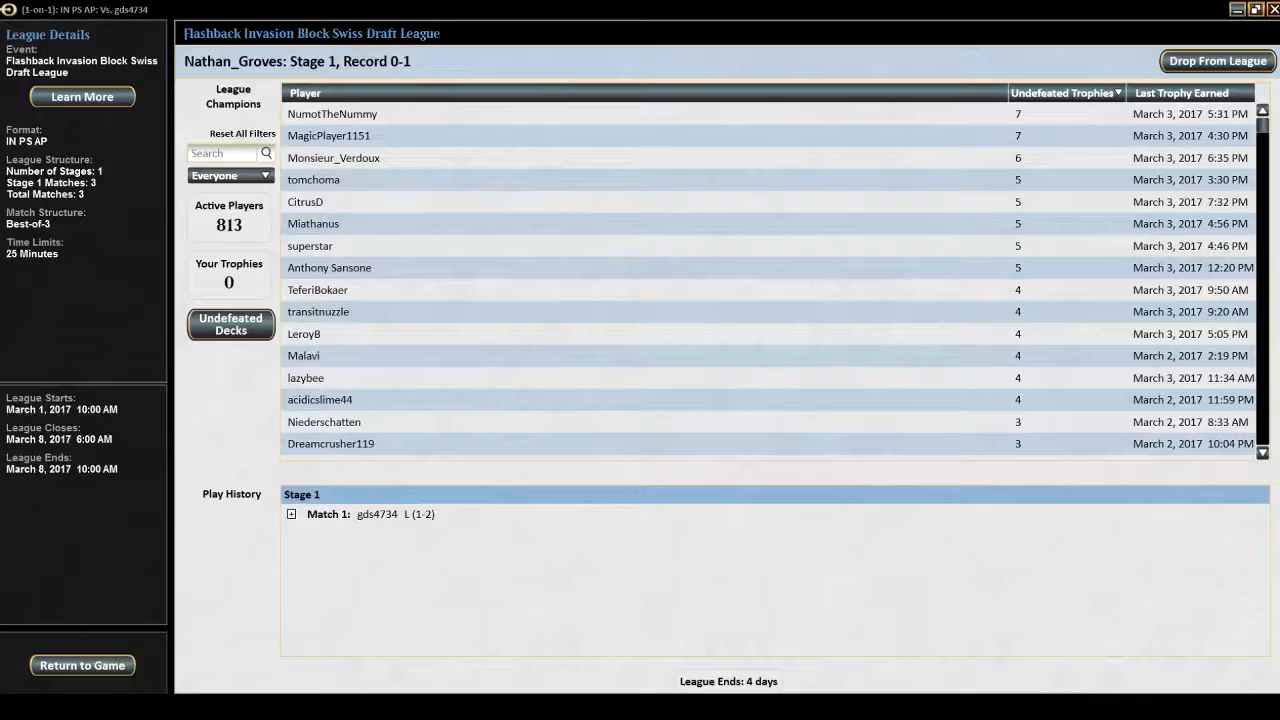 (1-on-1): IN PS AP: Vs. gds4734
League Details
Event:
Flashback Invasion Block Swiss
Draft League
Learn More
Format:
IN PS AP
League Structure:
Number of Stages: 1
Stage 1 Matches: 3
Total Matches: 3
Match Structure:
Best-of-3
Time Limits:
25 Minutes
League Starts:
March 1, 2017 10:00 AM
League Closes:
March 8, 2017 6:00 AM
League Ends:
March 8, 2017 10:00 AM
Return to Game
Flashback Invasion Block Swiss Draft League
Nathan_Groves: Stage 1, Record 0-1
Drop From League
League
Champions
Reset All Filters
Search
Everyone
Active Players
813
Your Trophies
0
Undefeated
Decks
Player Undefeated Trophies Last Trophy Earned
NumotTheNummy 7 March 3, 2017 5:31 PM
MagicPlayer1151 7 March 3, 2017 4:30 PM
Monsieur_Verdoux 6 March 3, 2017 6:35 PM
tomchoma 5 March 3, 2017 3:30 PM
CitrusD 5 March 3, 2017 7:32 PM
Miathanus 5 March 3, 2017 4:56 PM
superstar 5 March 3, 2017 4:46 PM
Anthony Sansone 5 March 3, 2017 12:20 PM
TeferiBokaer 4 March 3, 2017 9:50 AM
transitnuzzle 4 March 3, 2017 9:20 AM
LeroyB 4 March 3, 2017 5:05 PM
Malavi 4 March 2, 2017 2:19 PM
lazybee 4 March 3, 2017 11:34 AM
acidicslime44 4 March 2, 2017 11:59 PM
Niederschatten 3 March 2, 2017 8:33 AM
Dreamcrusher119 3 March 2, 2017 10:04 PM
Play History
Stage 1
Match 1: gds4734 L (1-2)
League Ends: 4 days